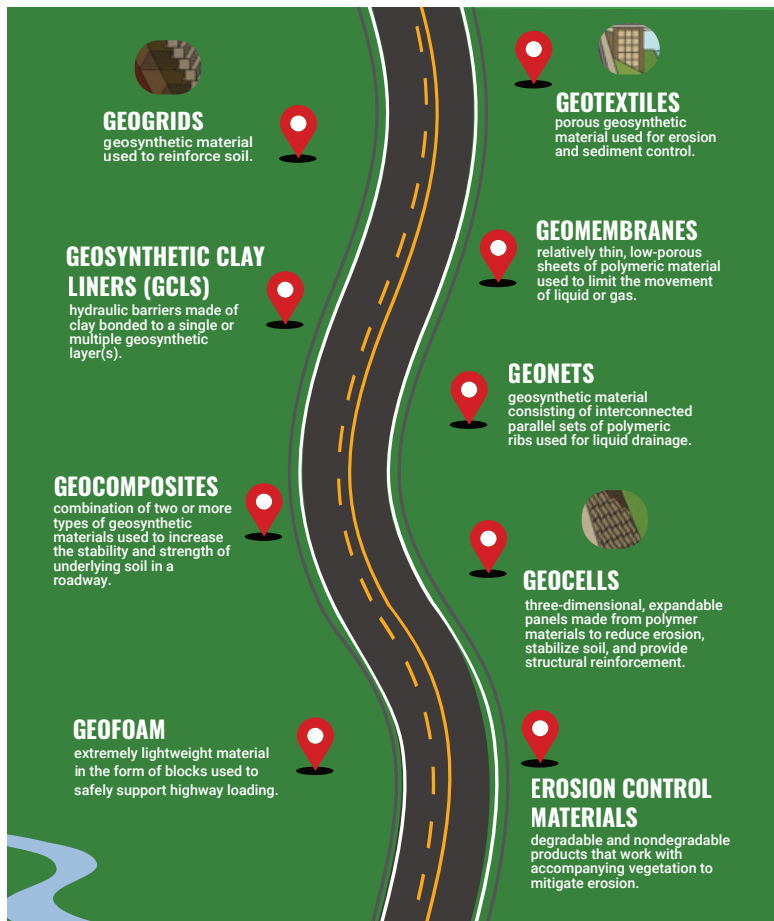 GEOGRIDS
geosynthetic material
used to reinforce soil.
GEOTEXTILES
porous geosynthetic
material used for erosion
and sediment control.
GEOSYNTHETIC CLAY
LINERS (GCLS)
hydraulic barriers made of
clay bonded to a single or
multiple geosynthetic
layer(s).
GEOMEMBRANES
relatively thin, low-porous
sheets of polymeric material
used to limit the movement
of liquid or gas.
GEONETS
geosynthetic material
consisting of interconnected
parallel sets of polymeric
ribs used for liquid drainage.
GEOCOMPOSITES
combination of two or more
types of geosynthetic
materials used to increase
the stability and strength of
underlying soil in a
roadway.
GEOCELLS
three-dimensional, expandable
panels made from polymer
materials to reduce erosion,
stabilize soil, and provide
structural reinforcement.
GEOFOAM
extremely lightweight material
in the form of blocks used to
safely support highway loading.
EROSION CONTROL
MATERIALS
degradable and nondegradable
products that work with
accompanying vegetation to
mitigate erosion.